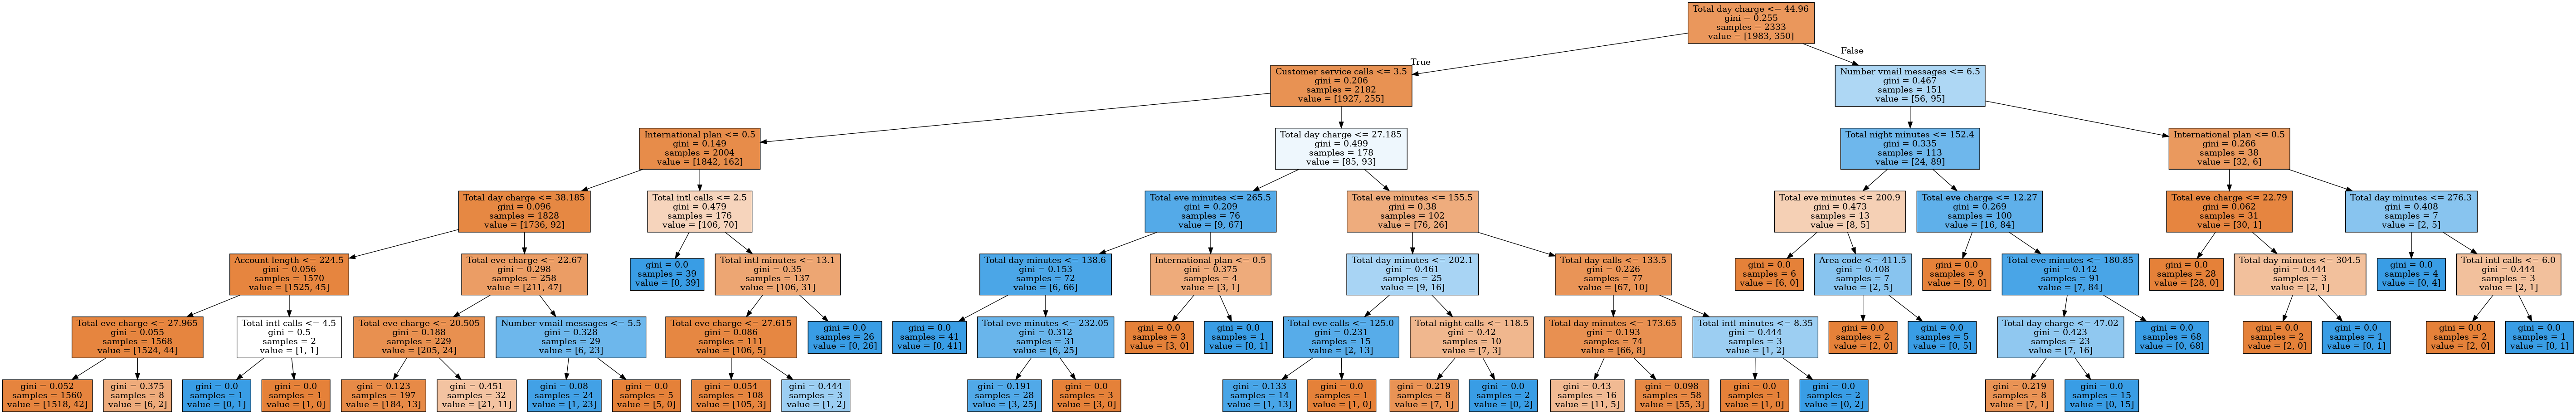 Total day charge <= 44.96
gini = 0.255
samples = 2333
value = [1983, 350]
True
False
Customer service calls <= 3.5
gini = 0.206
samples = 2182
value = [1927, 255]
Number vmail messages <= 6.5
gini = 0.467
samples = 151
value = [56, 95]
International plan <= 0.5
gini = 0.149
samples = 2004
value = [1842, 162]
Total day charge <= 27.185
gini = 0.499
samples = 178
value = [85, 93]
Total night minutes <= 152.4
gini = 0.335
samples = 113
value = [24, 89]
International plan <= 0.5
gini = 0.266
samples = 38
value = [32, 6]
Total day charge <= 38.185
gini = 0.096
samples = 1828
value = [1736, 92]
Total intl calls <= 2.5
gini = 0.479
samples = 176
value = [106, 70]
Total eve minutes <= 265.5
gini = 0.209
samples = 76
value = [9, 67]
Total eve minutes <= 155.5
gini = 0.38
samples = 102
value = [76, 26]
Total eve minutes <= 200.9
gini = 0.473
samples = 13
value = [8, 5]
Total eve charge <= 12.27
gini = 0.269
samples = 100
value = [16, 84]
Total eve charge <= 22.79
gini = 0.062
samples = 31
value = [30, 1]
Total day minutes <= 276.3
gini = 0.408
samples = 7
value = [2, 5]
Account length <= 224.5
gini = 0.056
samples = 1570
value = [1525, 45]
Total eve charge <= 22.67
gini = 0.298
samples = 258
value = [211, 47]
gini = 0.0
samples = 39
value = [0, 39]
Total intl minutes <= 13.1
gini = 0.35
samples = 137
value = [106, 31]
Total day minutes <= 138.6
gini = 0.153
samples = 72
value = [6, 66]
International plan <= 0.5
gini = 0.375
samples = 4
value = [3, 1]
Total day minutes <= 202.1
gini = 0.461
samples = 25
value = [9, 16]
Total day calls <= 133.5
gini = 0.226
samples = 77
value = [67, 10]
gini = 0.0
samples = 6
value = [6, 0]
Area code <= 411.5
gini = 0.408
samples = 7
value = [2, 5]
gini = 0.0
samples = 9
value = [9, 0]
Total eve minutes <= 180.85
gini = 0.142
samples = 91
value = [7, 84]
gini = 0.0
samples = 28
value = [28, 0]
Total day minutes <= 304.5
gini = 0.444
samples = 3
value = [2, 1]
gini = 0.0
samples = 4
value = [0, 4]
Total intl calls <= 6.0
gini = 0.444
samples = 3
value = [2, 1]
Total eve charge <= 27.965
gini = 0.055
samples = 1568
value = [1524, 44]
Total intl calls <= 4.5
gini = 0.5
samples = 2
value = [1, 1]
Total eve charge <= 20.505
gini = 0.188
samples = 229
value = [205, 24]
Number vmail messages <= 5.5
gini = 0.328
samples = 29
value = [6, 23]
Total eve charge <= 27.615
gini = 0.086
samples = 111
value = [106, 5]
gini = 0.0
samples = 26
value = [0, 26]
gini = 0.0
samples = 41
value = [0, 41]
Total eve minutes <= 232.05
gini = 0.312
samples = 31
value = [6, 25]
gini = 0.0
samples = 3
value = [3, 0]
gini = 0.0
samples = 1
value = [0, 1]
Total eve calls <= 125.0
gini = 0.231
samples = 15
value = [2, 13]
Total night calls <= 118.5
gini = 0.42
samples = 10
value = [7, 3]
Total day minutes <= 173.65
gini = 0.193
samples = 74
value = [66, 8]
Total intl minutes <= 8.35
gini = 0.444
samples = 3
value = [1, 2]
gini = 0.0
samples = 2
value = [2, 0]
gini = 0.0
samples = 5
value = [0, 5]
Total day charge <= 47.02
gini = 0.423
samples = 23
value = [7, 16]
gini = 0.0
samples = 68
value = [0, 68]
gini = 0.0
samples = 2
value = [2, 0]
gini = 0.0
samples = 1
value = [0, 1]
gini = 0.0
samples = 2
value = [2, 0]
gini = 0.0
samples = 1
value = [0, 1]
gini = 0.052
samples = 1560
value = [1518, 42]
gini = 0.375
samples = 8
value = [6, 2]
gini = 0.0
samples = 1
value = [0, 1]
gini = 0.0
samples = 1
value = [1, 0]
gini = 0.123
samples = 197
value = [184, 13]
gini = 0.451
samples = 32
value = [21, 11]
gini = 0.08
samples = 24
value = [1, 23]
gini = 0.0
samples = 5
value = [5, 0]
gini = 0.054
samples = 108
value = [105, 3]
gini = 0.444
samples = 3
value = [1, 2]
gini = 0.191
samples = 28
value = [3, 25]
gini = 0.0
samples = 3
value = [3, 0]
gini = 0.133
samples = 14
value = [1, 13]
gini = 0.0
samples = 1
value = [1, 0]
gini = 0.219
samples = 8
value = [7, 1]
gini = 0.0
samples = 2
value = [0, 2]
gini = 0.43
samples = 16
value = [11, 5]
gini = 0.098
samples = 58
value = [55, 3]
gini = 0.0
samples = 1
value = [1, 0]
gini = 0.0
samples = 2
value = [0, 2]
gini = 0.219
samples = 8
value = [7, 1]
gini = 0.0
samples = 15
value = [0, 15]